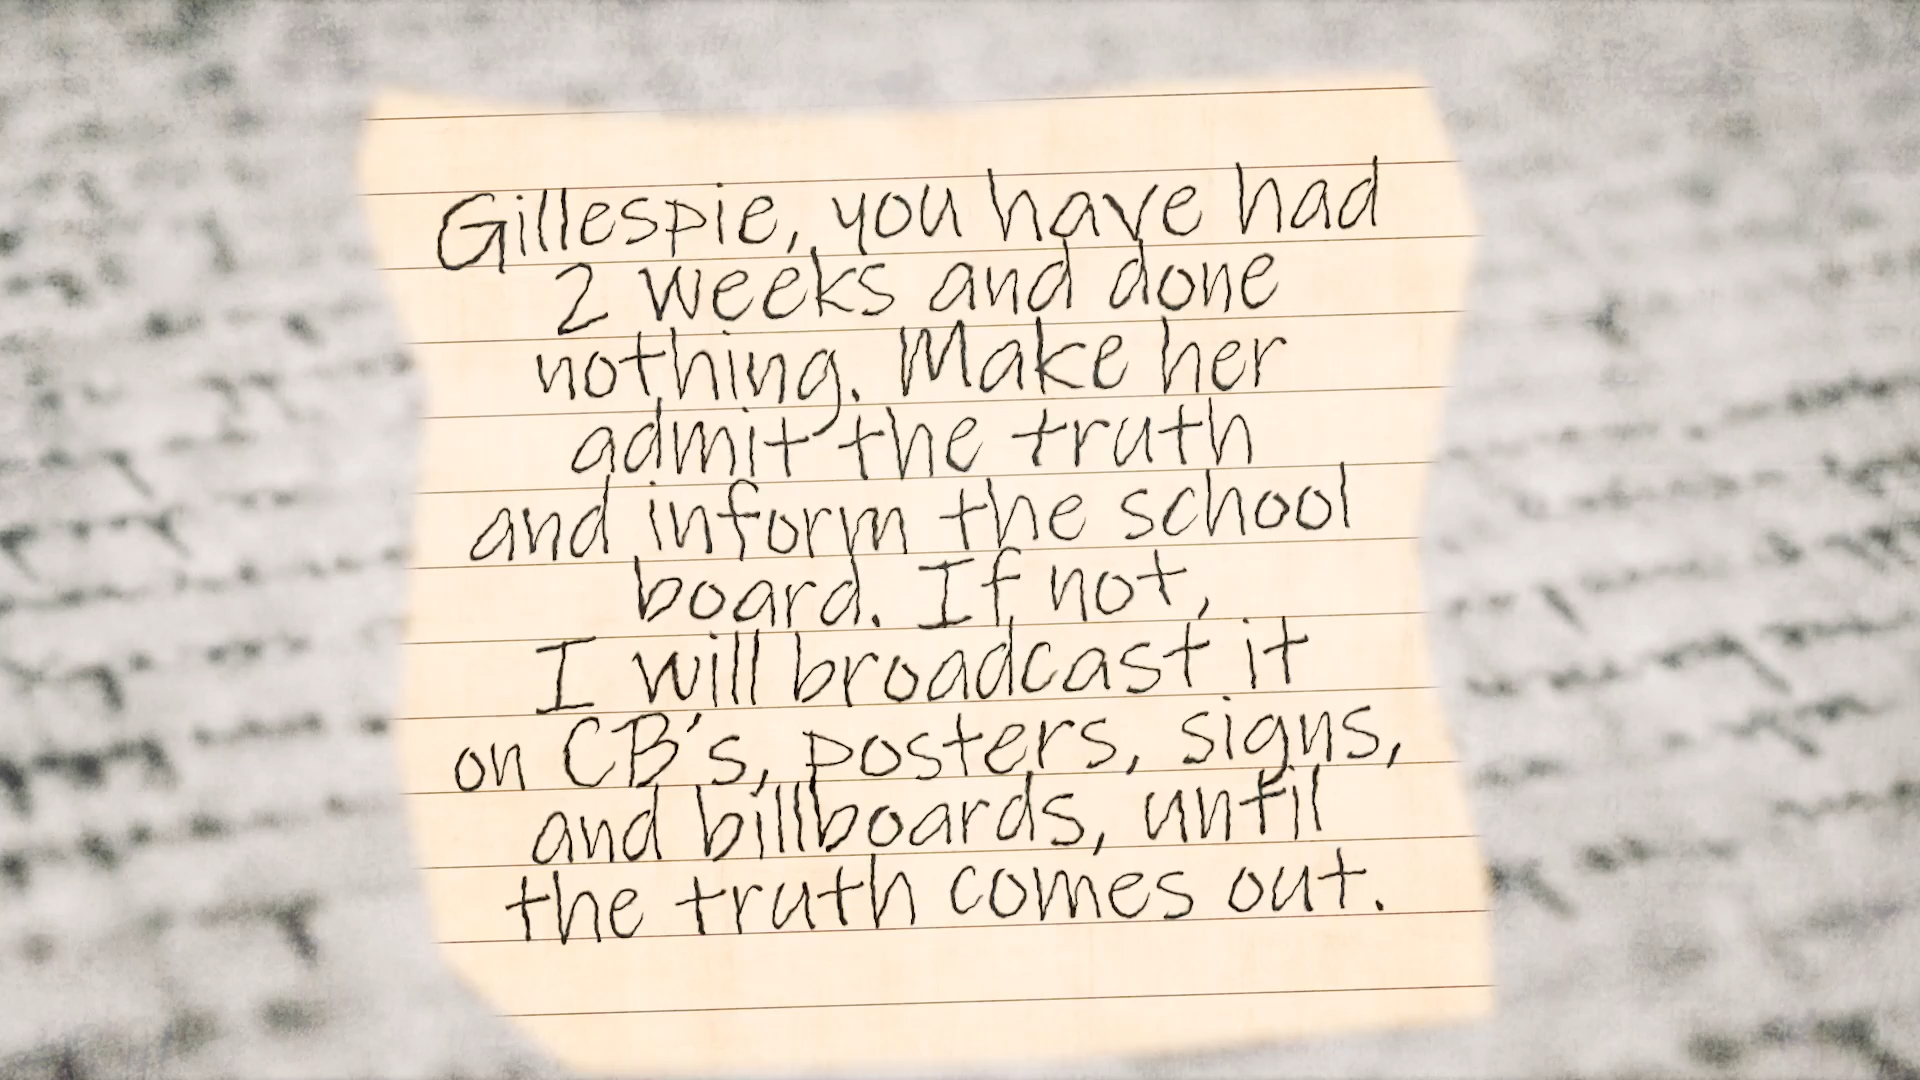 Gillespie, you have had
2 weeks and done
nothing. Make her
admit the truth
and inform the school
board. If not,
I will broadcast it
on CB's, posters, signs,
and billboards, until
the truth comes out.